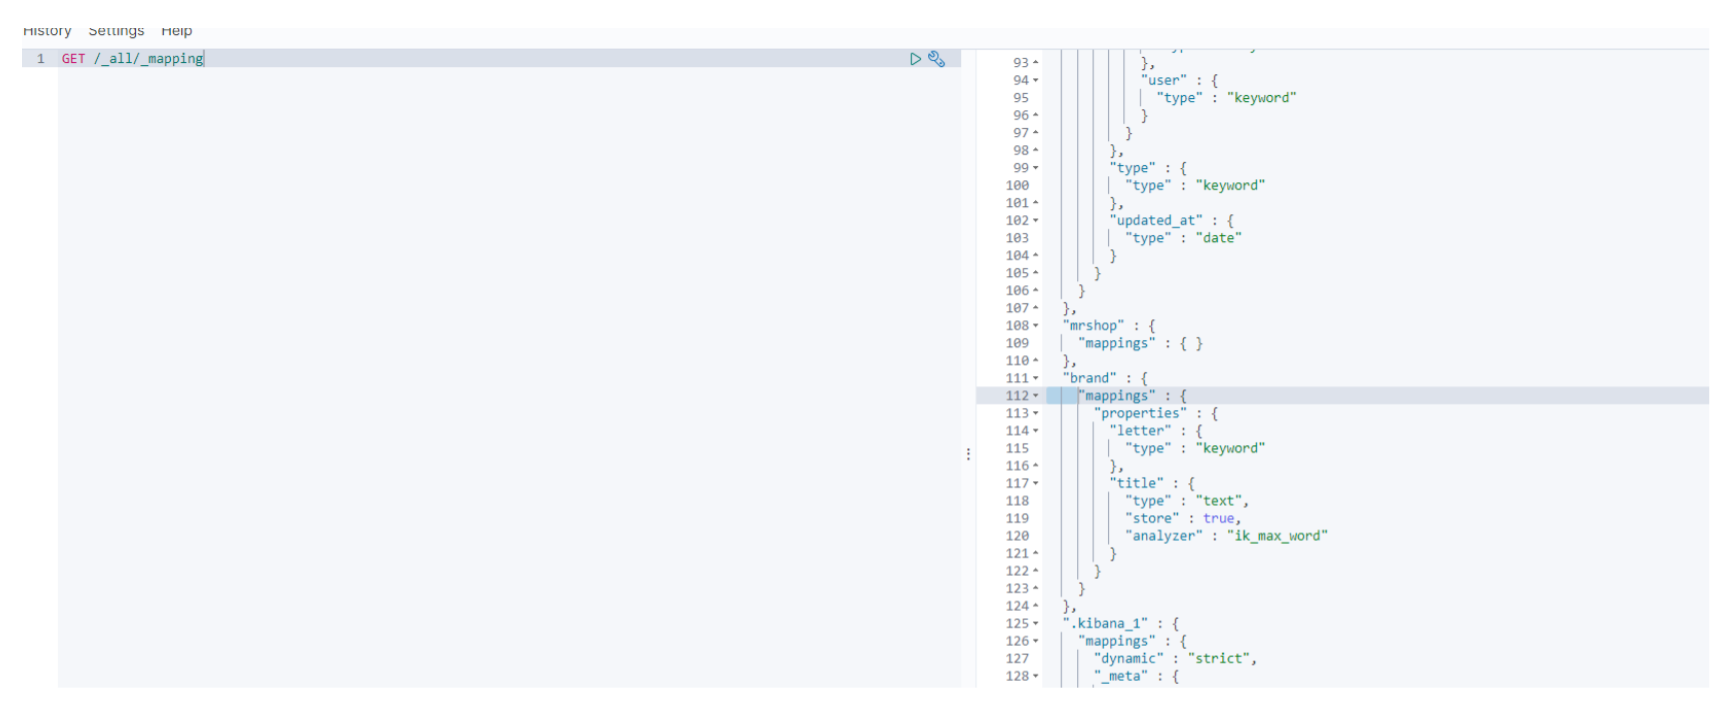 History Settings Help
1 GET /_all/_mapping
93 },
94 "user" : {
95 "type" : "keyword"
96 }
97 }
98 },
99 "type" : {
100 "type" : "keyword"
101 },
102 "updated_at" : {
103 "type" : "date"
104 }
105 }
106 }
107 },
108 "mrshop" : {
109 "mappings" : { }
110 },
111 "brand" : {
112 "mappings" : {
113 "properties" : {
114 "letter" : {
115 "type" : "keyword"
116 },
117 "title" : {
118 "type" : "text",
119 "store" : true,
120 "analyzer" : "ik_max_word"
121 }
122 }
123 }
124 },
125 ".kibana_1" : {
126 "mappings" : {
127 "dynamic" : "strict",
128 "_meta" : {